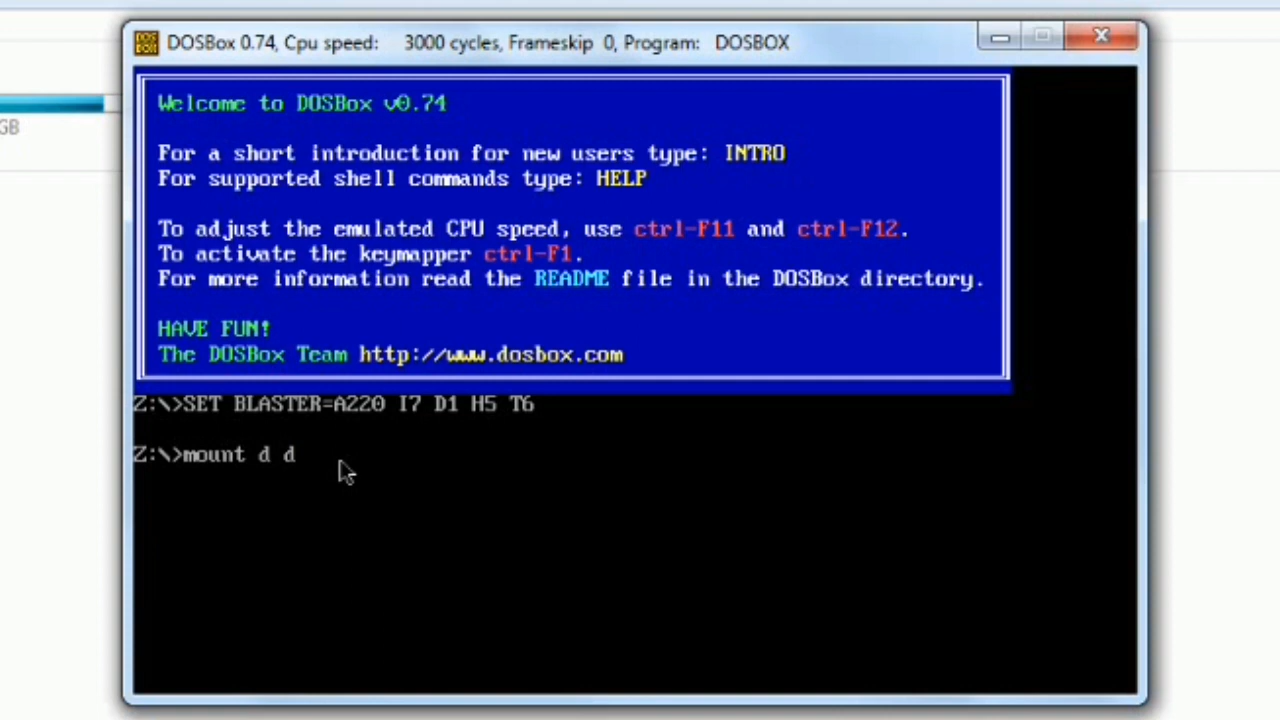 DOSBox 0.74, Cpu speed: 3000 cycles, Frameskip 0, Program: DOSBOX
Welcome to DOSBox v0.74
GB
For a short introduction for new users type: INTRO
For supported shell commands type: HELP
To adjust the emulated CPU speed, use ctrl-F11 and ctrl-F12.
To activate the keymapper ctrl-F1.
For more information read the README file in the DOSBox directory.
HAVE FUN!
The DOSBox Team http://www.dosbox.com
Z:\>SET BLASTER=A220 I7 D1 H5 T6
Z:\>mount d d